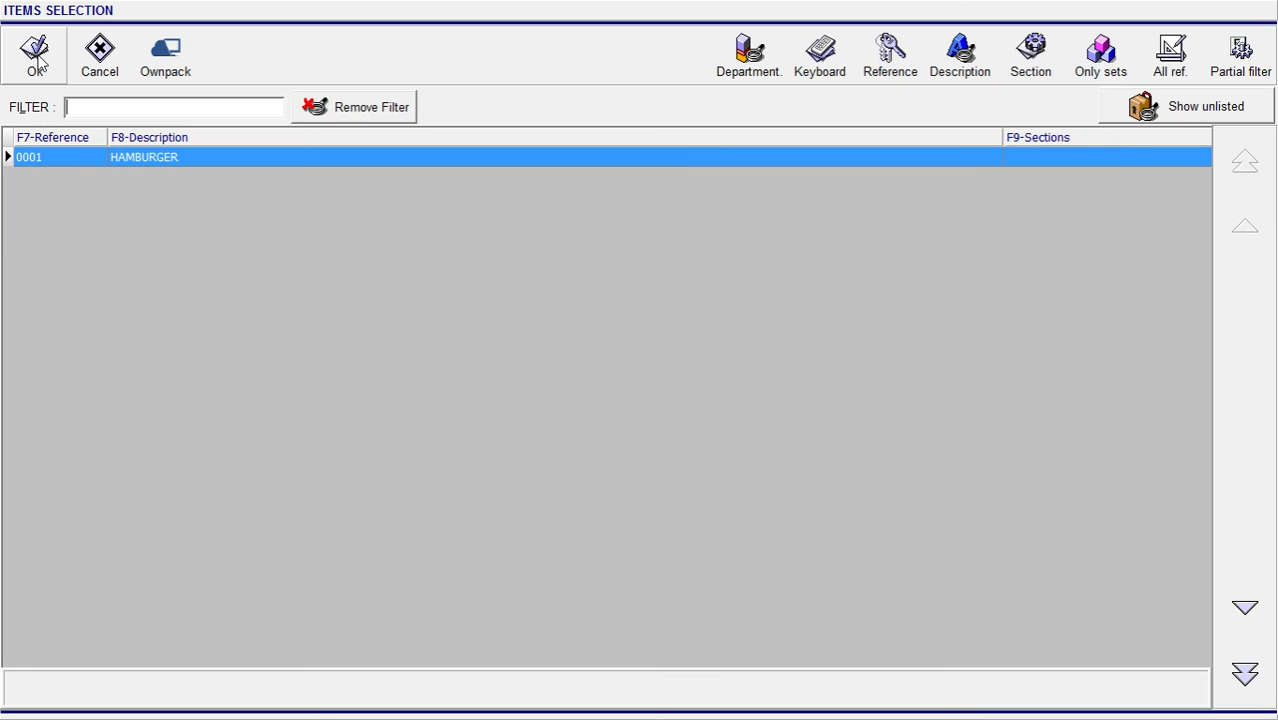 ITEMS SELECTION
Ok
Cancel
Ownpack
Department.
Keyboard
Reference
Description
Section
Only sets
All ref.
Partial filter
FILTER :
Remove Filter
Show unlisted
F7-Reference F8-Description F9-Sections
0001 HAMBURGER